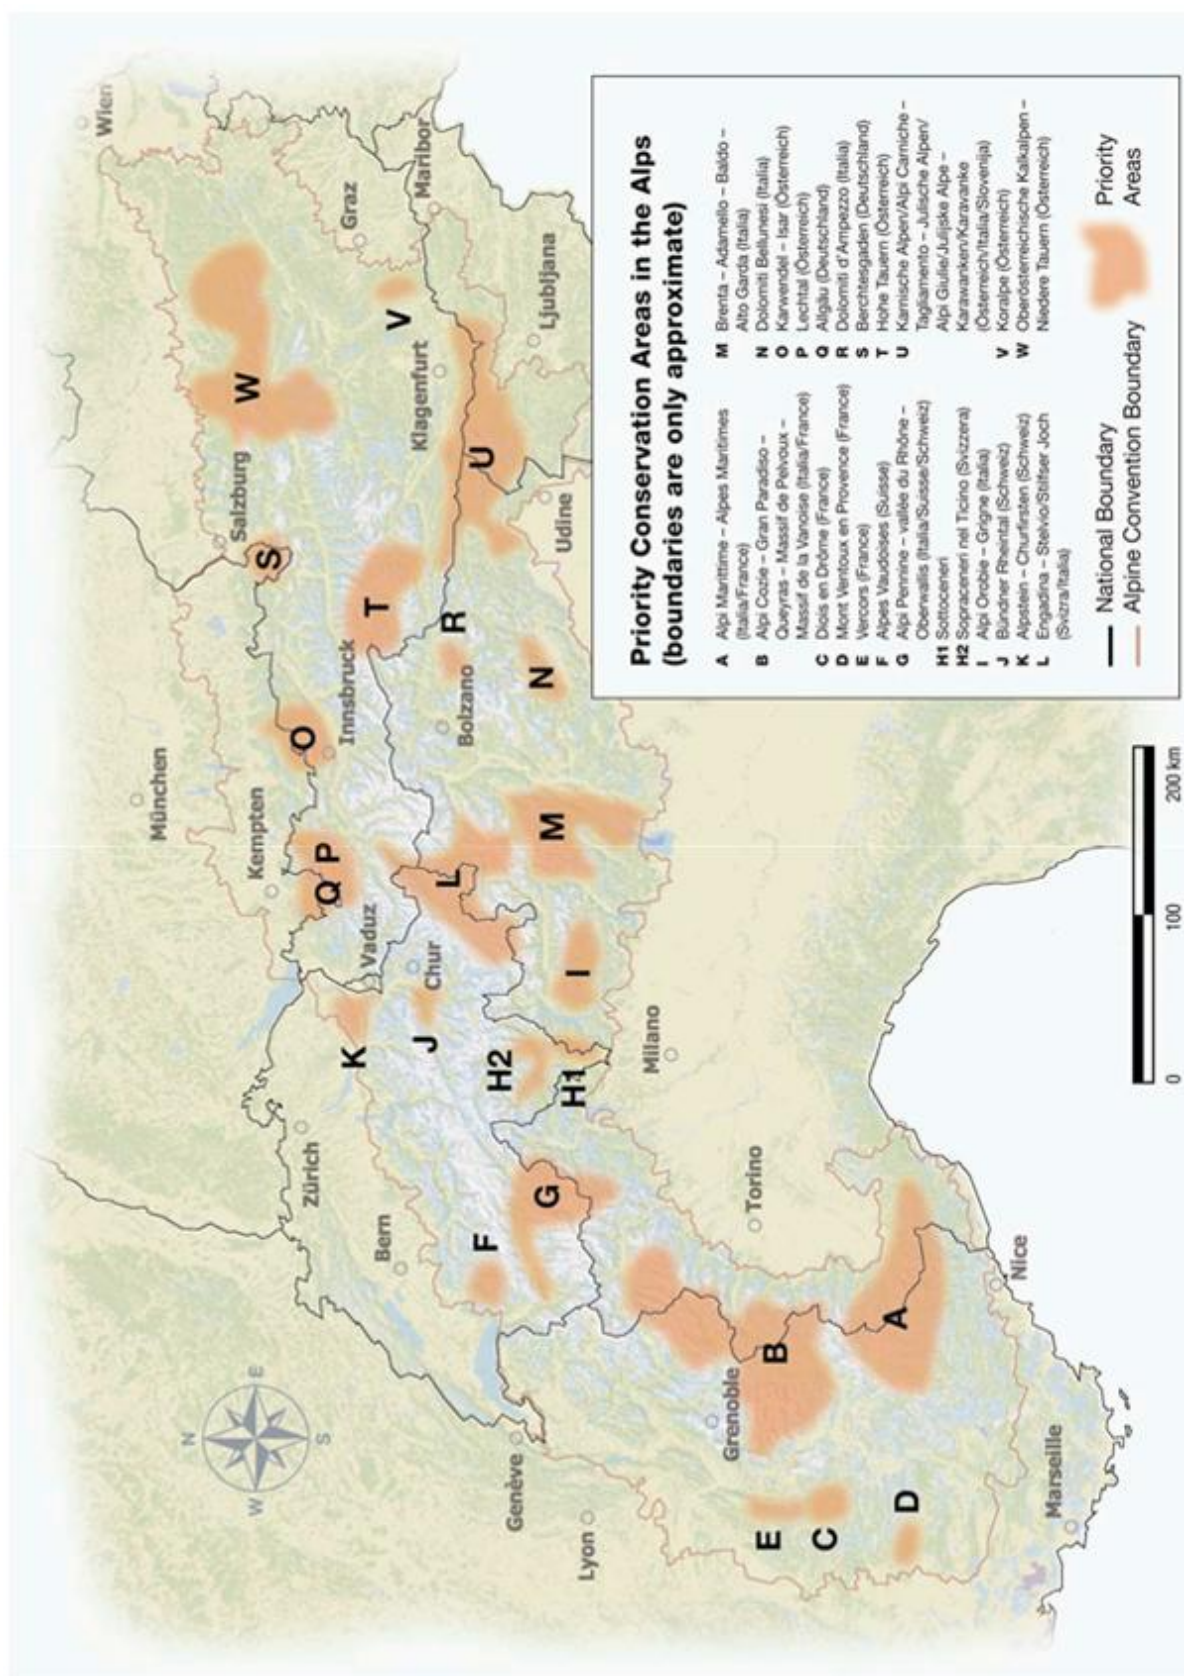 Priority Conservation Areas in the Alps
(boundaries are only approximate)
A Alpi Marittime – Alpes Maritimes
(Italia/France)
B Alpi Cozie – Gran Paradiso –
Queyras – Massif de Pelvoux –
Massif de la Vanoise (Italia/France)
C Diois en Drôme (France)
D Mont Ventoux en Provence (France)
E Vercors (France)
F Alpes Vaudoises (Suisse)
G Alpi Pennine – vallée du Rhône –
Oberwallis (Italia/Suisse/Schweiz)
H1 Sottoceneri
H2 Sopraceneri nel Ticino (Svizzera)
I Alpi Orobie – Grigne (Italia)
J Bündner Rheintal (Schweiz)
K Alpstein – Churfirsten (Schweiz)
L Engadina – Stelvio/Stilfser Joch
(Svizra/Italia)
M Brenta – Adamello – Baldo –
Alto Garda (Italia)
N Dolomiti Bellunesi (Italia)
O Karwendel – Isar (Österreich)
P Lechtal (Österreich)
Q Allgäu (Deutschland)
R Dolomiti d'Ampezzo (Italia)
S Berchtesgaden (Deutschland)
T Hohe Tauern (Österreich)
U Karnische Alpen/Alpi Carniche –
Tagliamento – Julische Alpen/
Alpi Giulie/Julijske Alpe –
Karawanken/Karavanke
(Österreich/Italia/Slovenija)
V Koralpe (Österreich)
W Oberösterreichische Kalkalpen –
Niedere Tauern (Österreich)
National Boundary
Alpine Convention Boundary
Priority
Areas
0 100 200 km
N
W E
S
Wien
München
Salzburg
Kempten
Zürich
Innsbruck
Graz
Vaduz
Bern
Klagenfurt
Maribor
Chur
Bolzano
Ljubljana
Genève
Udine
Lyon
Milano
Grenoble
Torino
Nice
Marseille
W
S
O
Q P
K
T
V
J
L
R
U
F
H2
H1
G
I
M
N
B
E
C
A
D